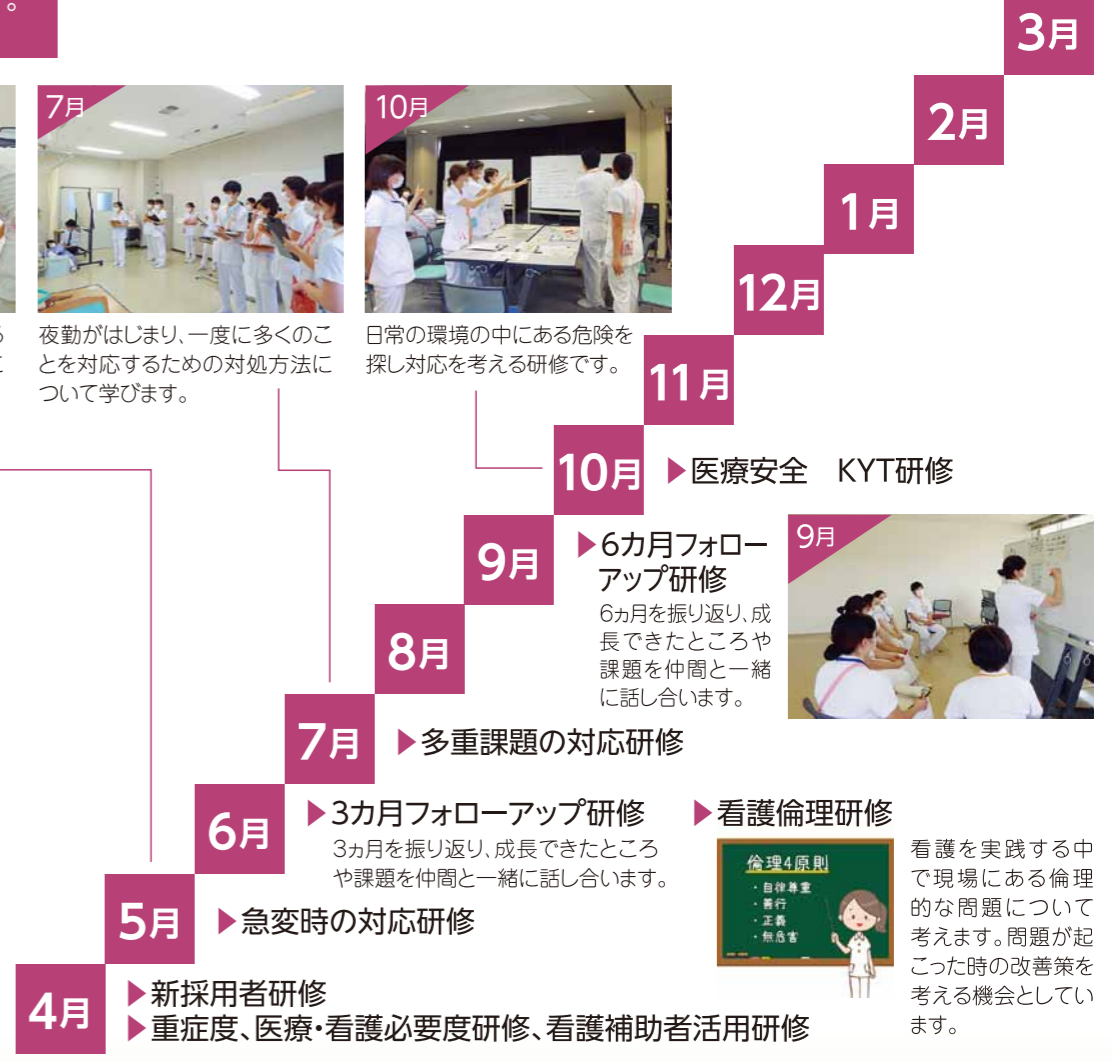 。
3月
2月
1月
12月
11月
7月
10月
る
に
夜勤がはじまり、一度に多くのこ
とを対応するための対処方法に
ついて学びます。
日常の環境の中にある危険を
探し対応を考える研修です。
10月
▶医療安全　KYT研修
9月
▶6カ月フォロー
アップ研修
6ヵ月を振り返り、成
長できたところや
課題を仲間と一緒
に話し合います。
9月
8月
7月
▶多重課題の対応研修
6月
▶3カ月フォローアップ研修
3ヵ月を振り返り、成長できたところ
や課題を仲間と一緒に話し合います。
▶看護倫理研修
倫理4原則
・自律尊重
・善行
・正義
・無危害
看護を実践する中
で現場にある倫理
的な問題について
考えます。問題が起
こった時の改善策を
考える機会としてい
ます。
5月
▶急変時の対応研修
4月
▶新採用者研修
▶重症度、医療・看護必要度研修、看護補助者活用研修